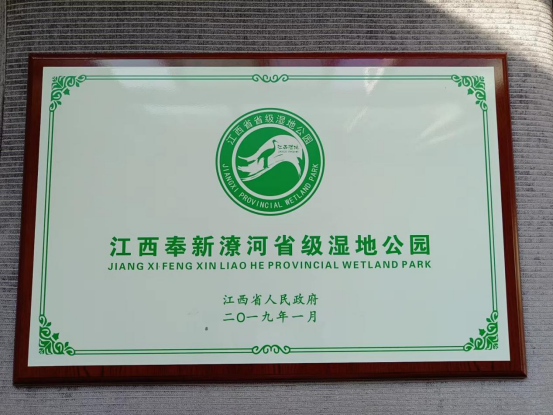 江西省省级湿地公园
JIANGXI PROVINCIAL WETLAND PARK
江西奉新潦河省级湿地公园
JIANG XI FENG XIN LIAO HE PROVINCIAL WETLAND PARK
江西省人民政府
二〇一九年一月